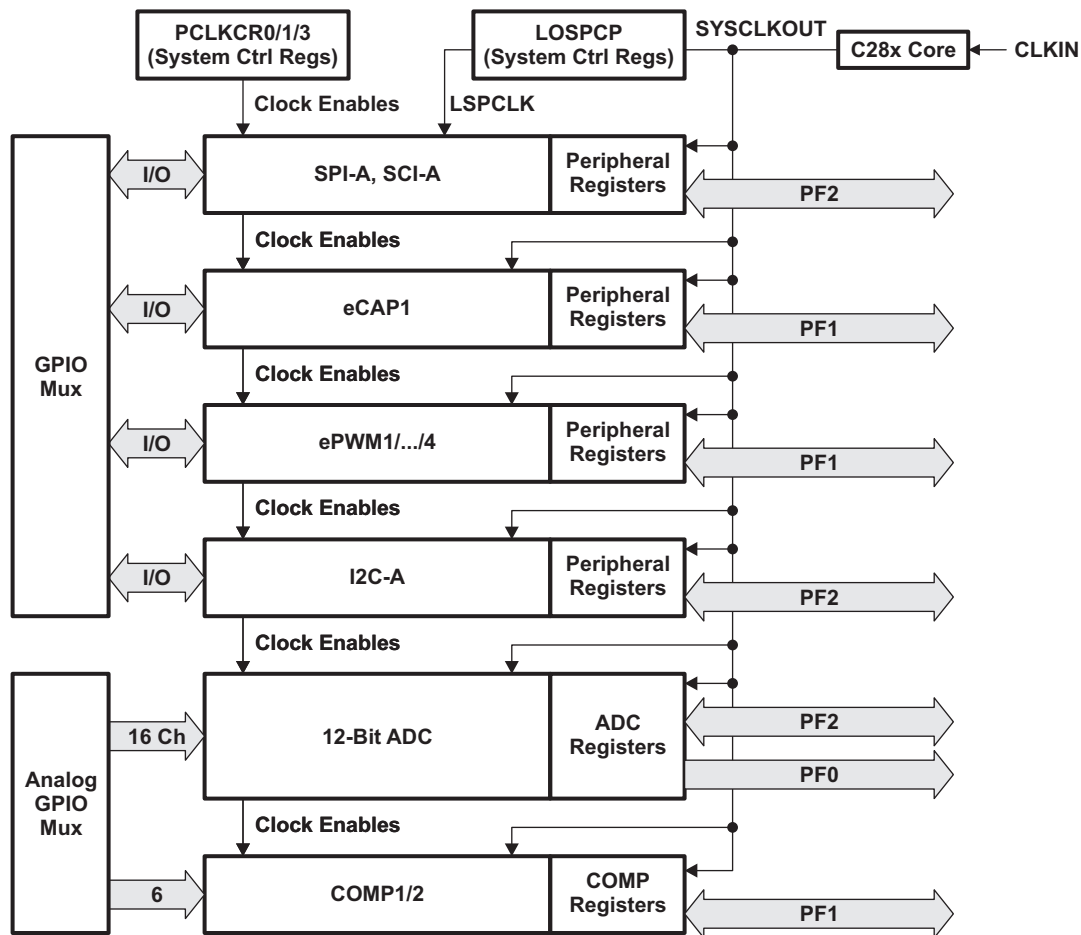 PCLKCR0/1/3
(System Ctrl Regs)
LOSPCP
(System Ctrl Regs)
SYSCLKOUT
C28x Core
CLKIN
Clock Enables
LSPCLK
I/O
SPI-A, SCI-A
Peripheral
Registers
PF2
Clock Enables
I/O
eCAP1
Peripheral
Registers
PF1
GPIO
Mux
Clock Enables
I/O
ePWM1/.../4
Peripheral
Registers
PF1
Clock Enables
I/O
I2C-A
Peripheral
Registers
PF2
Clock Enables
16 Ch
12-Bit ADC
ADC
Registers
PF2
PF0
Analog
GPIO
Mux
Clock Enables
6
COMP1/2
COMP
Registers
PF1